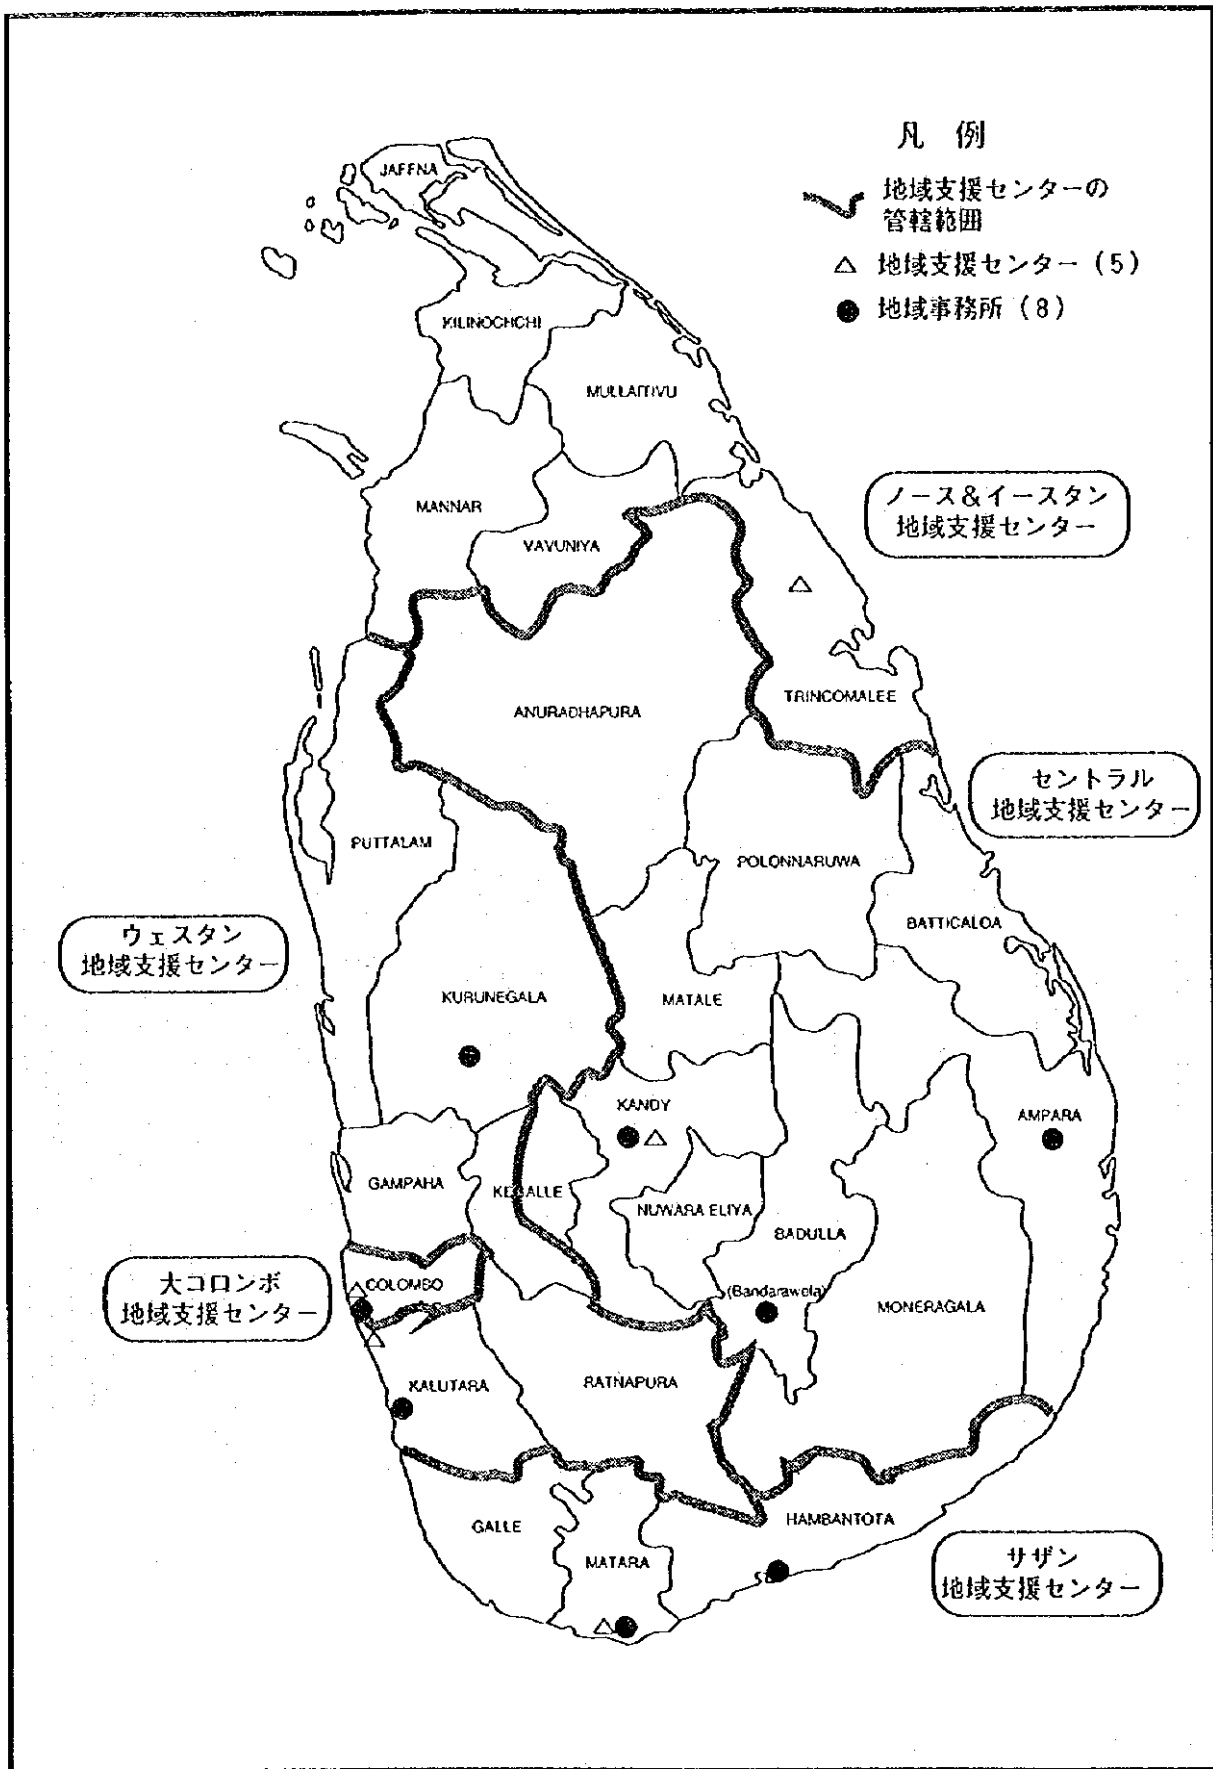 凡 例
地域支援センターの
管轄範囲
地域支援センター (5)
地域事務所 (8)
JAFFNA
KILINOCHCHI
MULLAITIVU
ノース&イースタン
地域支援センター
MANNAR
VAVUNIYA
ANURADHAPURA
TRINCOMALEE
セントラル
地域支援センター
PUTTALAM
POLONNARUWA
BATTICALOA
ウェスタン
地域支援センター
KURUNEGALA
MATALE
KANDY
AMPARA
GAMPAHA
KEGALLE
NUWARA ELIYA
BADULLA
大コロンボ
地域支援センター
COLOMBO
(Bandarawela)
MONERAGALA
KALUTARA
RATNAPURA
GALLE
HAMBANTOTA
MATARA
サザン
地域支援センター